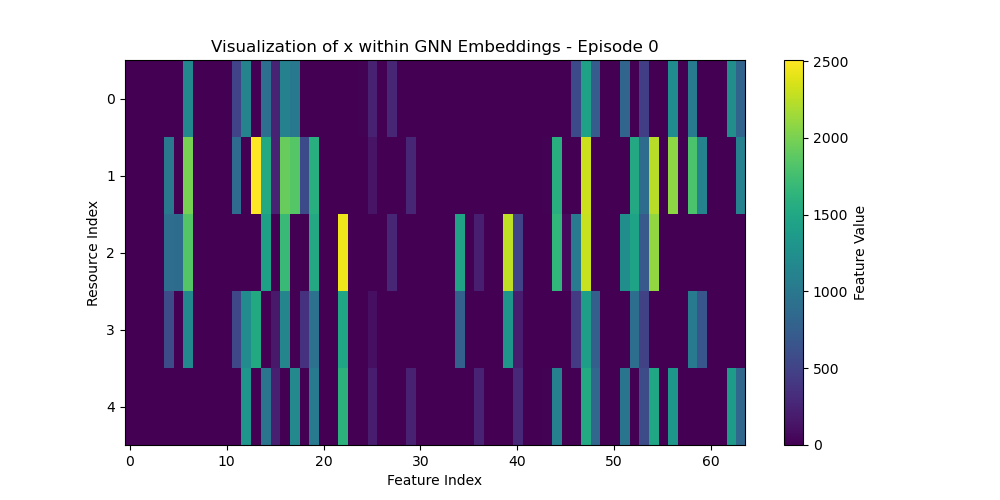 Visualization of x within GNN Embeddings - Episode 0
Resource Index
0
1
2
3
4
0 10 20 30 40 50 60
Feature Index
2500
2000
1500
1000
500
0
Feature Value